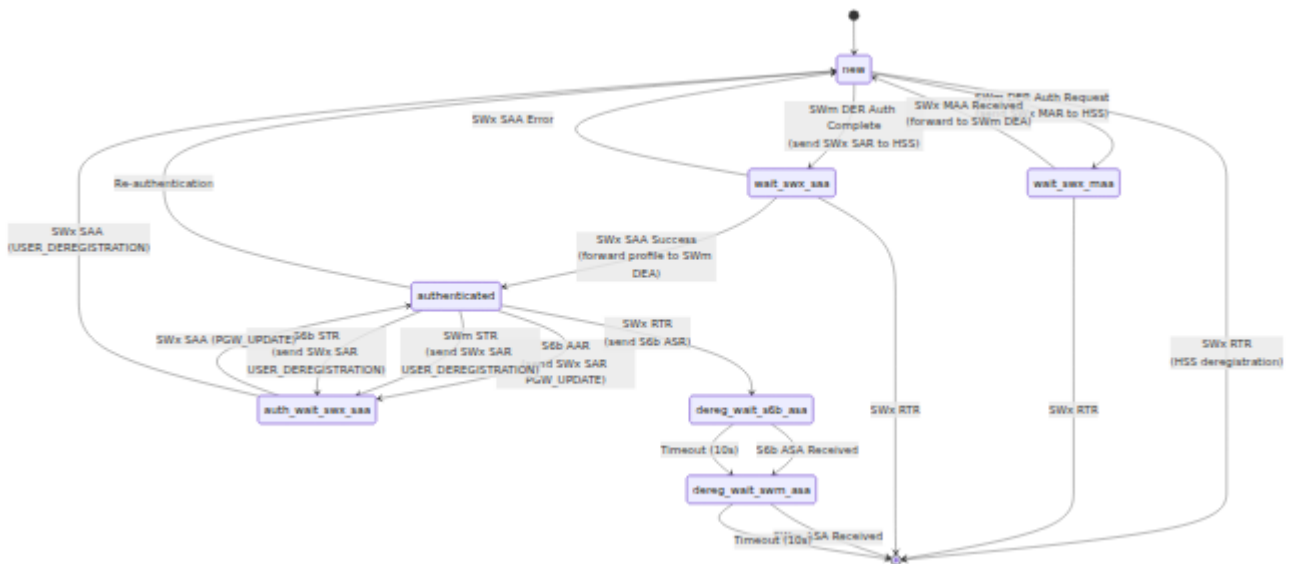 new
SWm DER Auth Request
MAR to HSS)
SWx MAA Received
(forward to SWm DEA)
SWm DER Auth
Complete
(send SWx SAR to HSS)
SWx SAA Error
wait_swx_saa
wait_swx_maa
Re-authentication
SWx SAA
(USER_DEREGISTRATION)
SWx SAA Success
(forward profile to SWm
DEA)
authenticated
SWx SAA (PGW_UPDATE)
S6b STR
(send SWx SAR
USER_DEREGISTRATION)
SWm STR
(send SWx SAR
USER_DEREGISTRATION)
S6b AAR
SWx SAR
PGW_UPDATE)
SWx RTR
(send S6b ASR)
SWx RTR
(HSS deregistration)
auth_wait_swx_saa
dereg_wait_s6b_asa
SWx RTR
SWx RTR
Timeout (10s)
S6b ASA Received
dereg_wait_swm_asa
Timeout (10s)
ASA Received